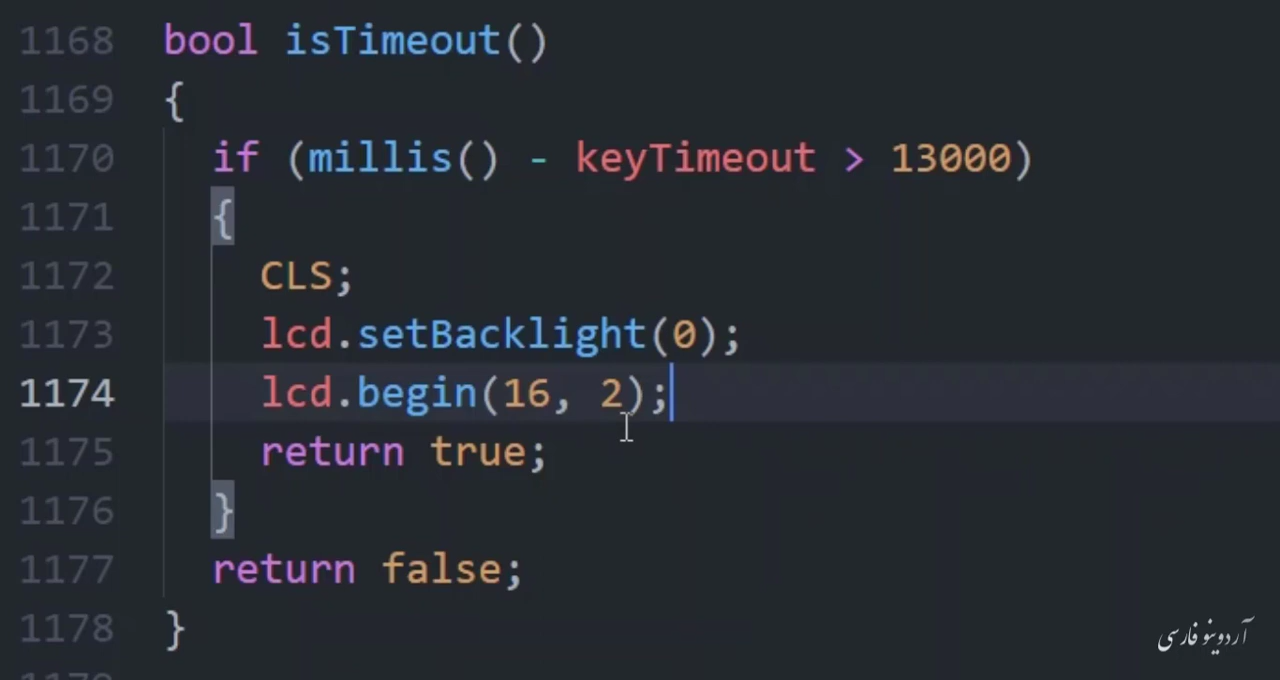 1168 bool isTimeout()
1169 {
1170 if (millis() - keyTimeout > 13000)
1171 {
1172 CLS;
1173 lcd.setBacklight(0);
1174 lcd.begin(16, 2);
1175 return true;
1176 }
1177 return false;
1178 }
آردوینو فارسی